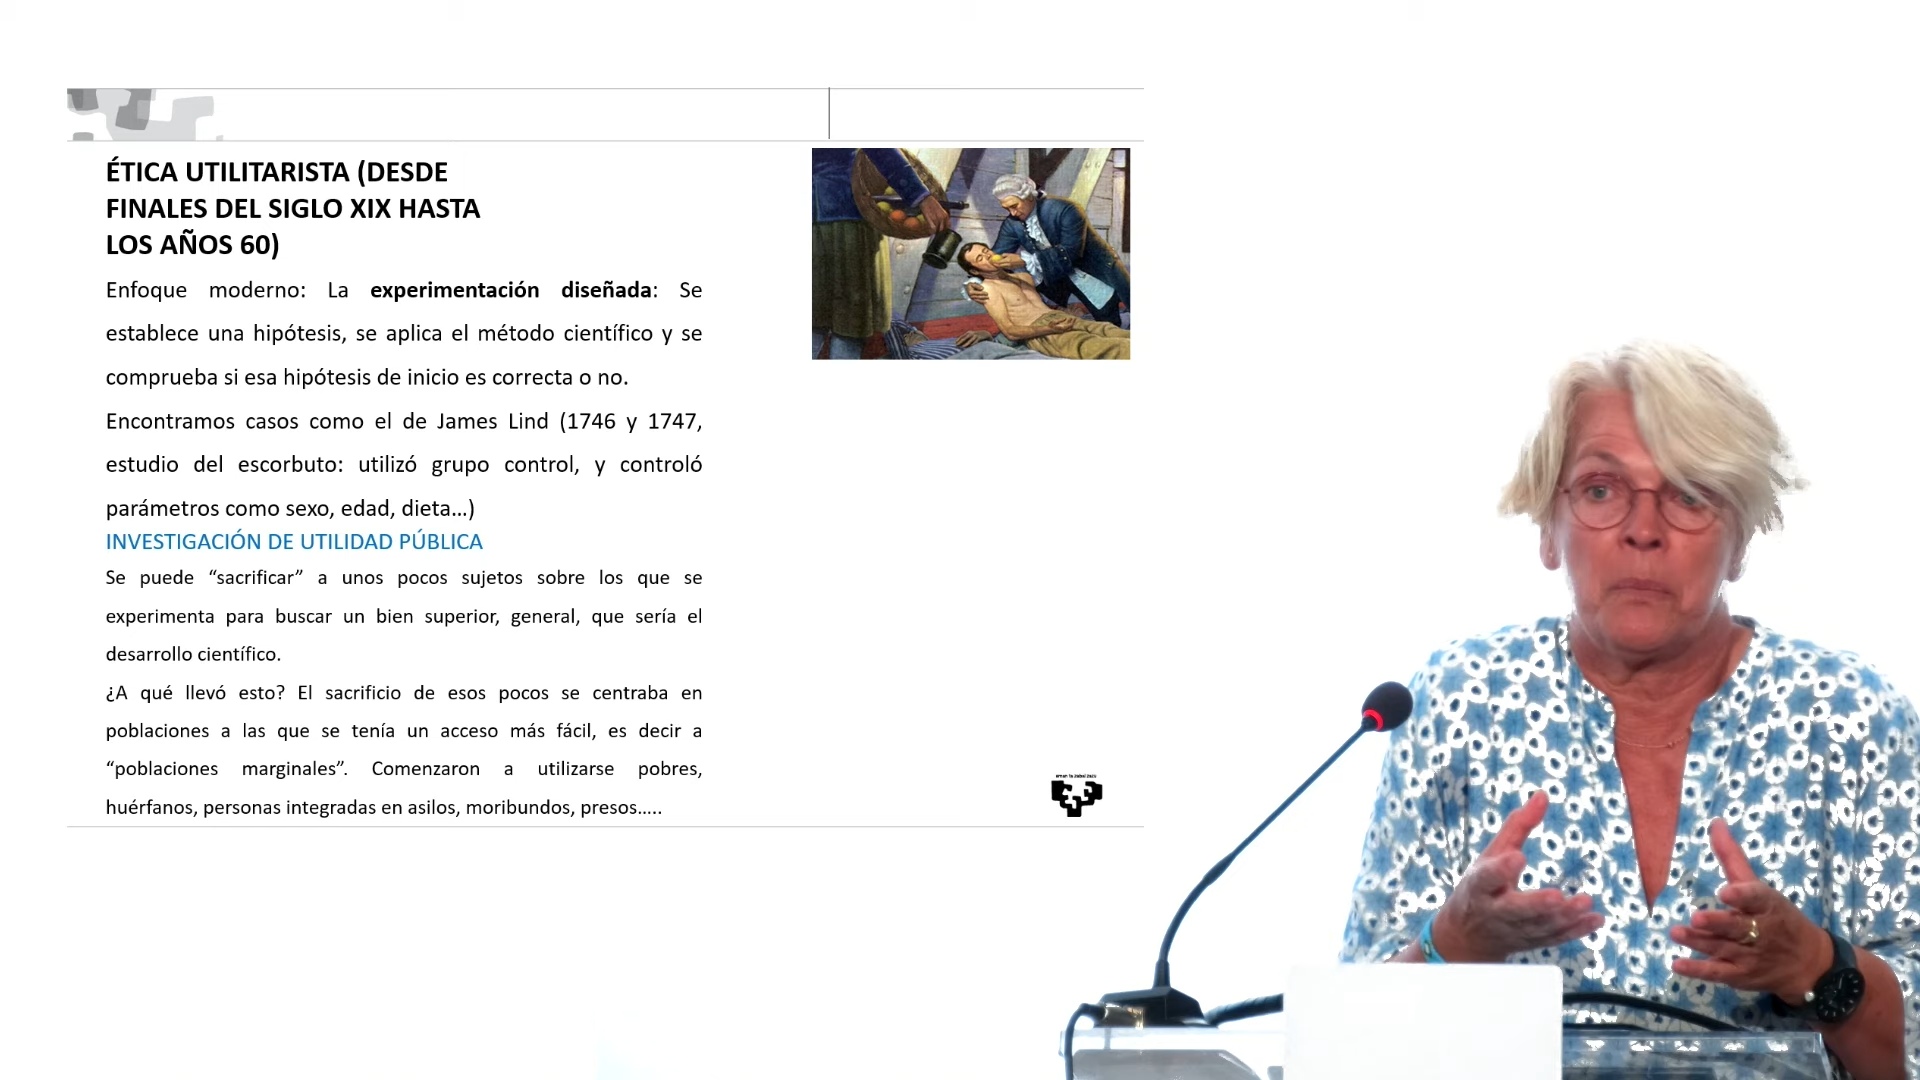 ÉTICA UTILITARISTA (DESDE
FINALES DEL SIGLO XIX HASTA
LOS AÑOS 60)
Enfoque moderno: La experimentación diseñada: Se
establece una hipótesis, se aplica el método científico y se
comprueba si esa hipótesis de inicio es correcta o no.
Encontramos casos como el de James Lind (1746 y 1747,
estudio del escorbuto: utilizó grupo control, y controló
parámetros como sexo, edad, dieta...)
INVESTIGACIÓN DE UTILIDAD PÚBLICA
Se puede “sacrificar” a unos pocos sujetos sobre los que se
experimenta para buscar un bien superior, general, que sería el
desarrollo científico.
¿A qué llevó esto? El sacrificio de esos pocos se centraba en
poblaciones a las que se tenía un acceso más fácil, es decir a
“poblaciones marginales”. Comenzaron a utilizarse pobres,
huérfanos, personas integradas en asilos, moribundos, presos.....
eman ta zabal zazu